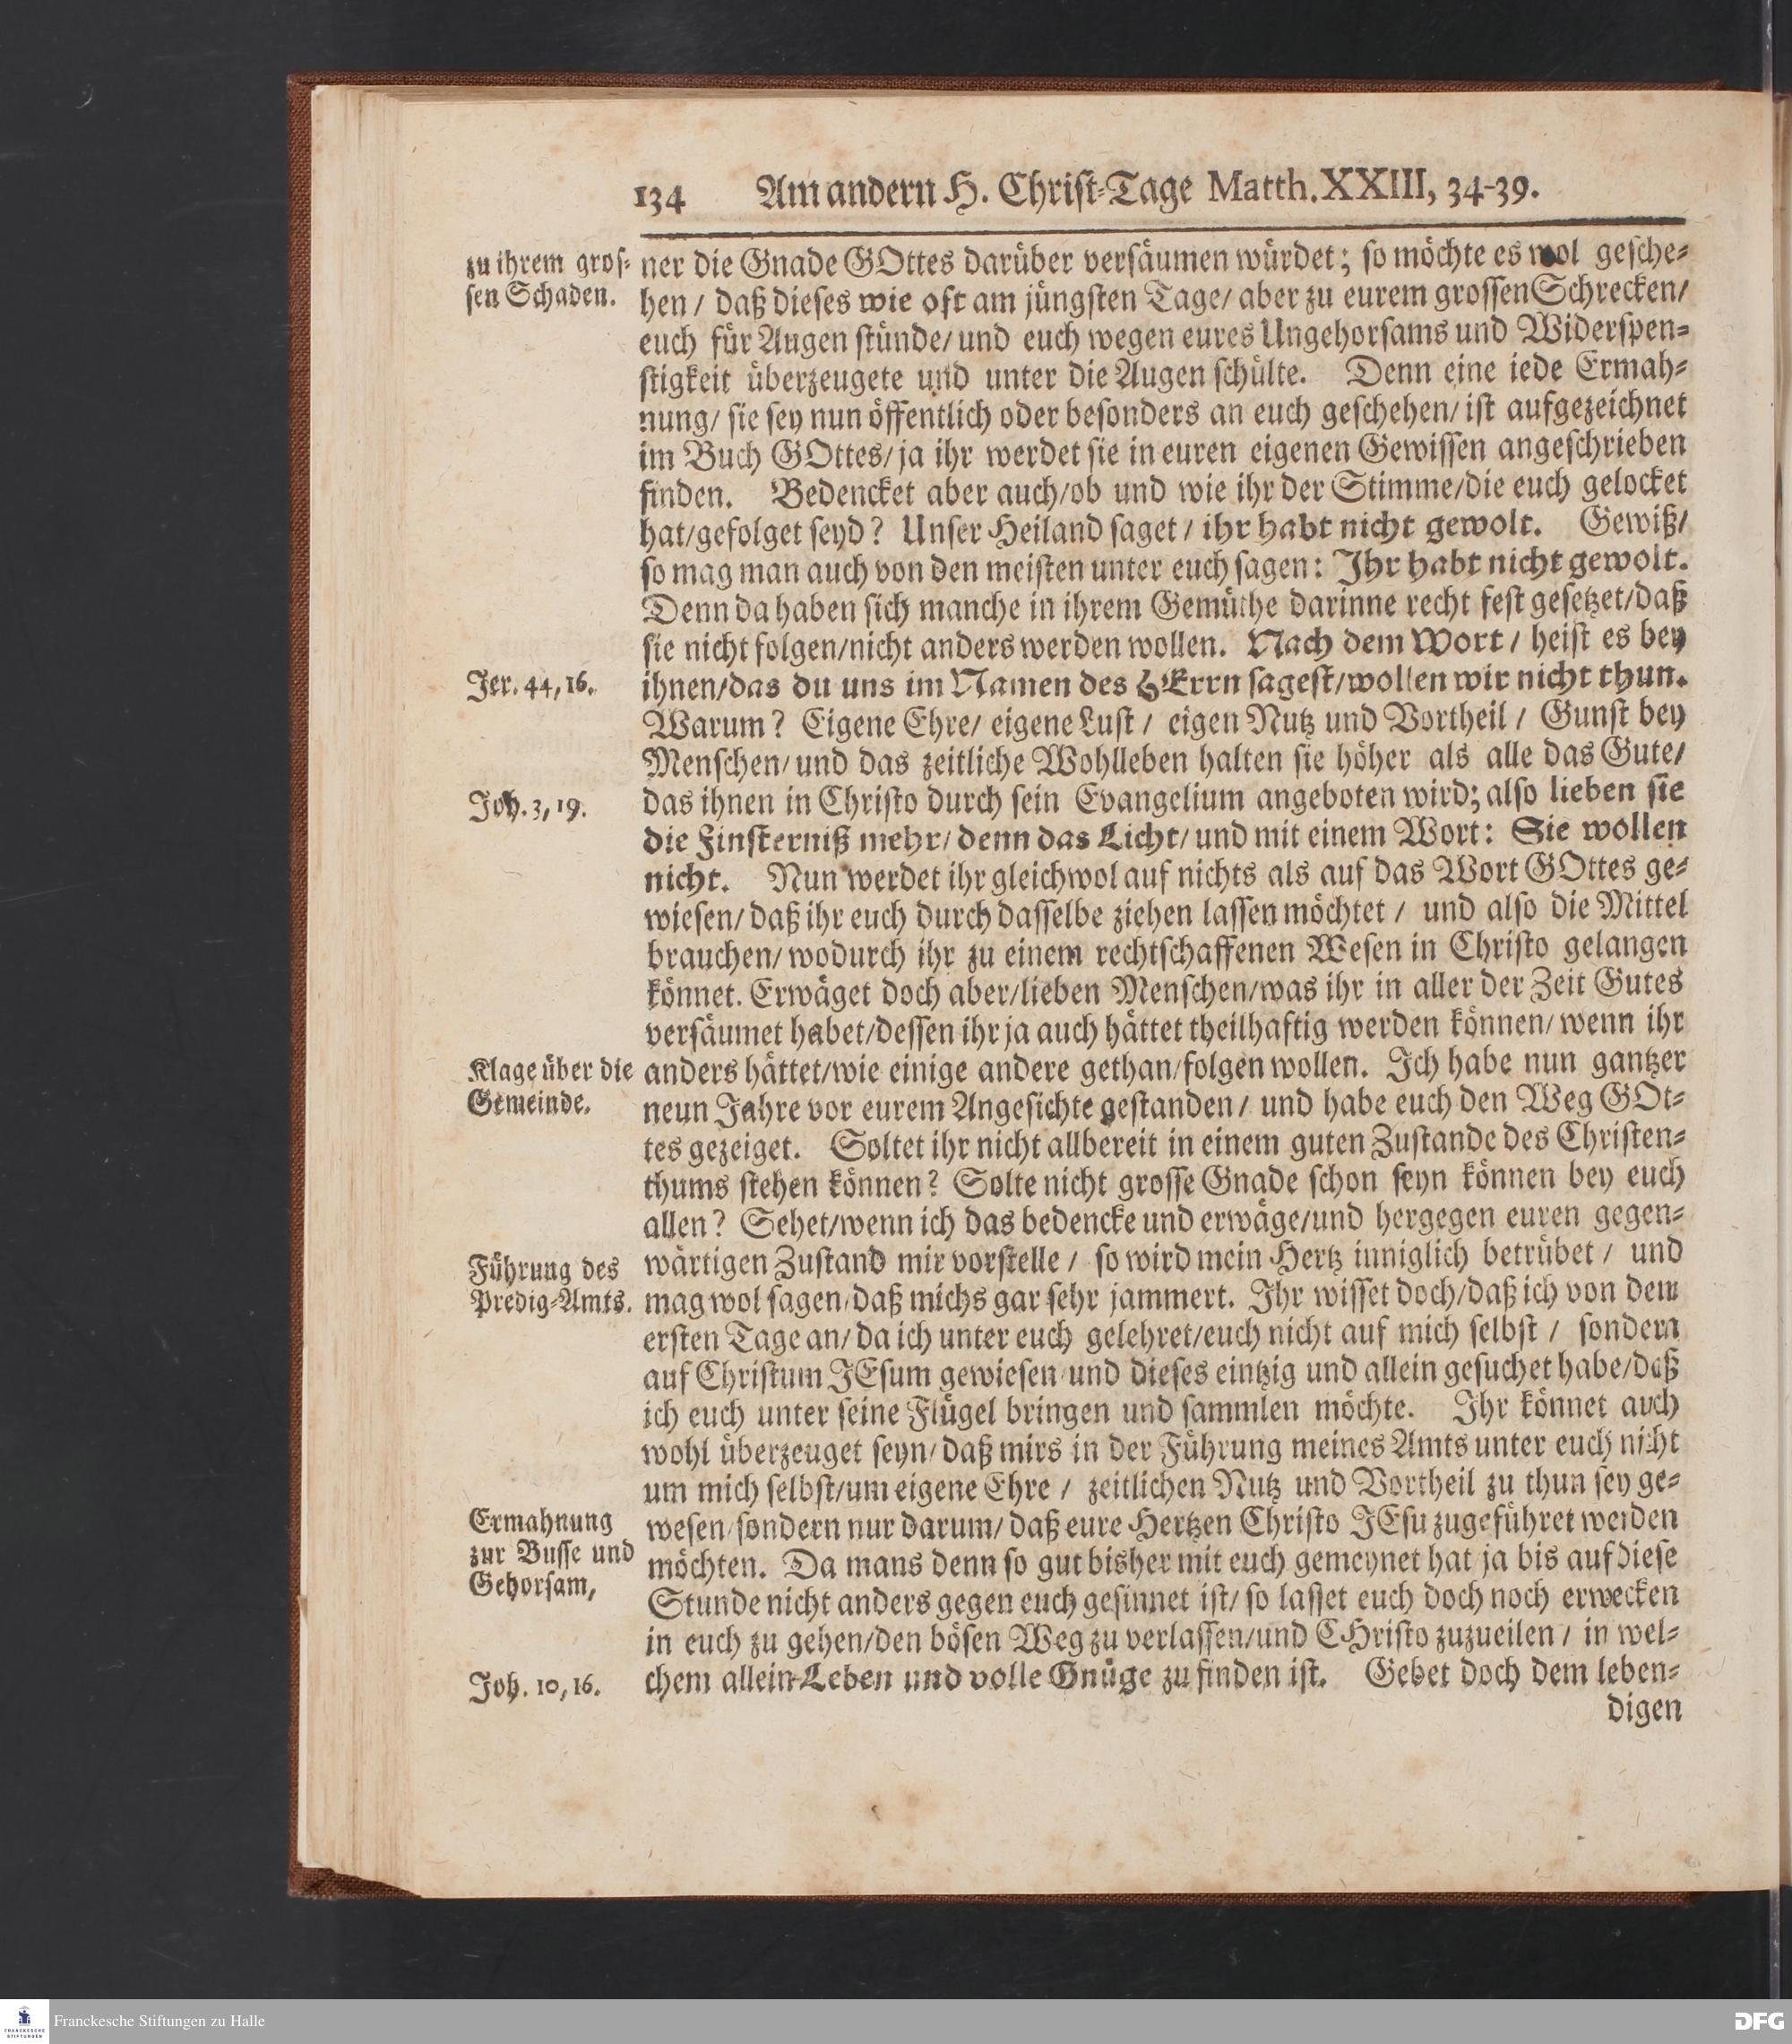 134 Am andern H. Christ-Tage Matth. XXIII, 34-39.
zu ihrem gros-
sen Schaden.
ner die Gnade GOttes darüber versäumen würdet; so möchte es wol gesche-
hen / daß dieses wie oft am jüngsten Tage/ aber zu eurem grossen Schrecken/
euch für Augen stünde/ und euch wegen eures Ungehorsams und Widerspen-
stigkeit überzeugete und unter die Augen schülte. Denn eine iede Ermah-
nung/ sie sey nun öffentlich oder besonders an euch geschehen/ ist aufgezeichnet
im Buch GOttes/ ja ihr werdet sie in euren eigenen Gewissen angeschrieben
finden. Bedencket aber auch/ob und wie ihr der Stimme/die euch gelocket
hat/gefolget seyd? Unser Heiland saget / ihr habt nicht gewolt. Gewiß/
so mag man auch von den meisten unter euch sagen: Ihr habt nicht gewolt.
Denn da haben sich manche in ihrem Gemüthe darinne recht fest gesetzet/daß
sie nicht folgen/nicht anders werden wollen. Nach dem Wort / heist es bey
Jer. 44, 16.
ihnen/das du uns im Namen des HErrn sagest/wollen wir nicht thun.
Warum? Eigene Ehre/ eigene Lust / eigen Nutz und Vortheil / Gunst bey
Menschen/ und das zeitliche Wohlleben halten sie höher als alle das Gute/
Joh. 3, 19.
das ihnen in Christo durch sein Evangelium angeboten wird; also lieben sie
die Finsterniß mehr/ denn das Licht/ und mit einem Wort: Sie wollen
nicht. Nun werdet ihr gleichwol auf nichts als auf das Wort GOttes ge-
wiesen/ daß ihr euch durch dasselbe ziehen lassen möchtet / und also die Mittel
brauchen/ wodurch ihr zu einem rechtschaffenen Wesen in Christo gelangen
könnet. Erwäget doch aber/lieben Menschen/was ihr in aller der Zeit Gutes
versäumet habet/dessen ihr ja auch hättet theilhaftig werden können/ wenn ihr
Klage über die
Gemeinde.
anders hättet/wie einige andere gethan/folgen wollen. Ich habe nun gantzer
neun Jahre vor eurem Angesichte gestanden / und habe euch den Weg GOt-
tes gezeiget. Soltet ihr nicht allbereit in einem guten Zustande des Christen-
thums stehen können? Solte nicht grosse Gnade schon seyn können bey euch
allen? Sehet/wenn ich das bedencke und erwäge/und hergegen euren gegen-
Führung des
Predig-Amts.
wärtigen Zustand mir vorstelle / so wird mein Hertz inniglich betrübet / und
mag wol sagen/daß michs gar sehr jammert. Ihr wisset doch/daß ich von dem
ersten Tage an/ da ich unter euch gelehret/euch nicht auf mich selbst / sondern
auf Christum JEsum gewiesen/und dieses eintzig und allein gesuchet habe/daß
ich euch unter seine Flügel bringen und sammlen möchte. Ihr könnet auch
wohl überzeuget seyn/ daß mirs in der Führung meines Amts unter euch nicht
um mich selbst/um eigene Ehre / zeitlichen Nutz und Vortheil zu thun sey ge-
Ermahnung
zur Busse und
Gehorsam,
wesen/sondern nur darum/ daß eure Hertzen Christo JEsu zugeführet werden
möchten. Da mans denn so gut bisher mit euch gemeynet hat ja bis auf diese
Stunde nicht anders gegen euch gesinnet ist/ so lasset euch doch noch erwecken
in euch zu gehen/den bösen Weg zu verlassen/und CHristo zuzueilen / in wel-
Joh. 10, 16.
chem allein Leben und volle Gnüge zu finden ist. Gebet doch dem leben-
digen
FRANCKESCHE
STIFTUNGEN
Franckesche Stiftungen zu Halle
DFG